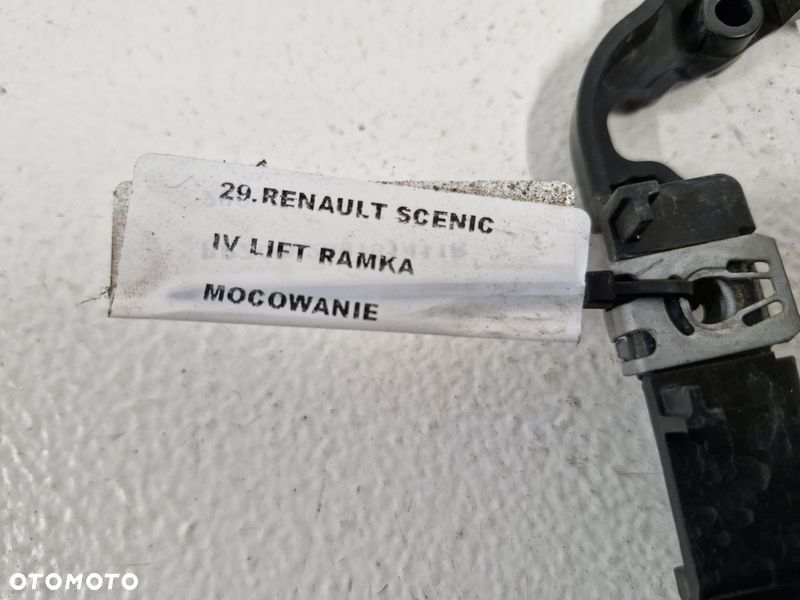 29.RENAULT SCENIC
IV LIFT RAMKA
MOCOWANIE
OTOMOTO